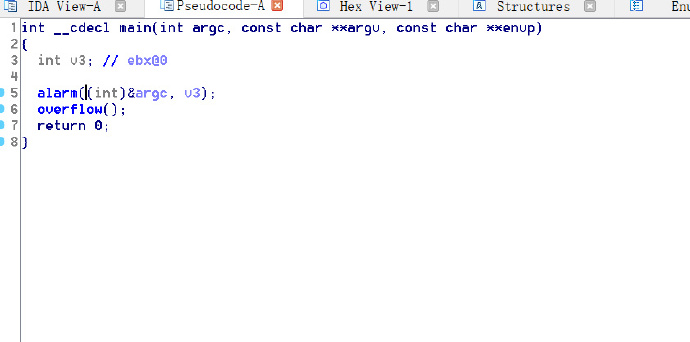 IDA View-A Pseudocode-A Hex View-1 Structures Enu
1 int __cdecl main(int argc, const char **argv, const char **envp)
2 {
3 int v3; // ebx@0
4
5 alarm((int)&argc, v3);
6 overflow();
7 return 0;
8 }